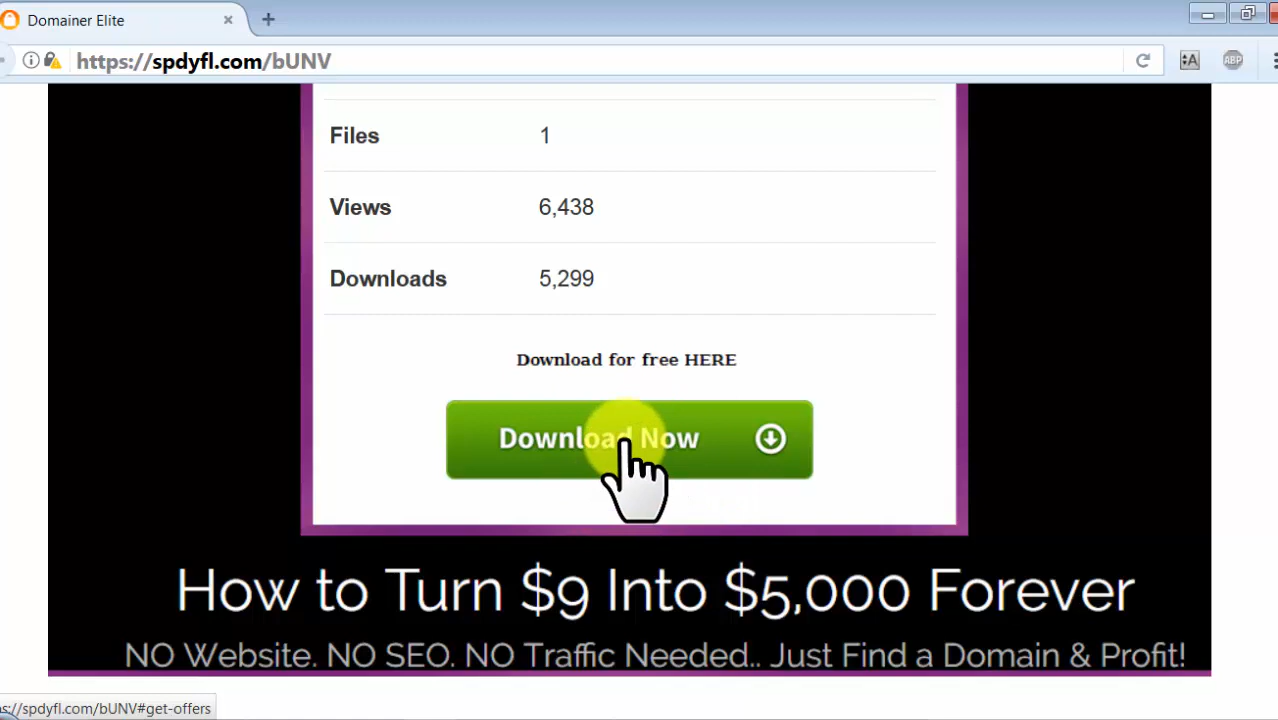 Domainer Elite
https://spdyfl.com/bUNV
A
ABP
Files 1
Views 6,438
Downloads 5,299
Download for free HERE
Download Now
How to Turn $9 Into $5,000 Forever
NO Website. NO SEO. NO Traffic Needed.. Just Find a Domain & Profit!
s://spdyfl.com/bUNV#get-offers